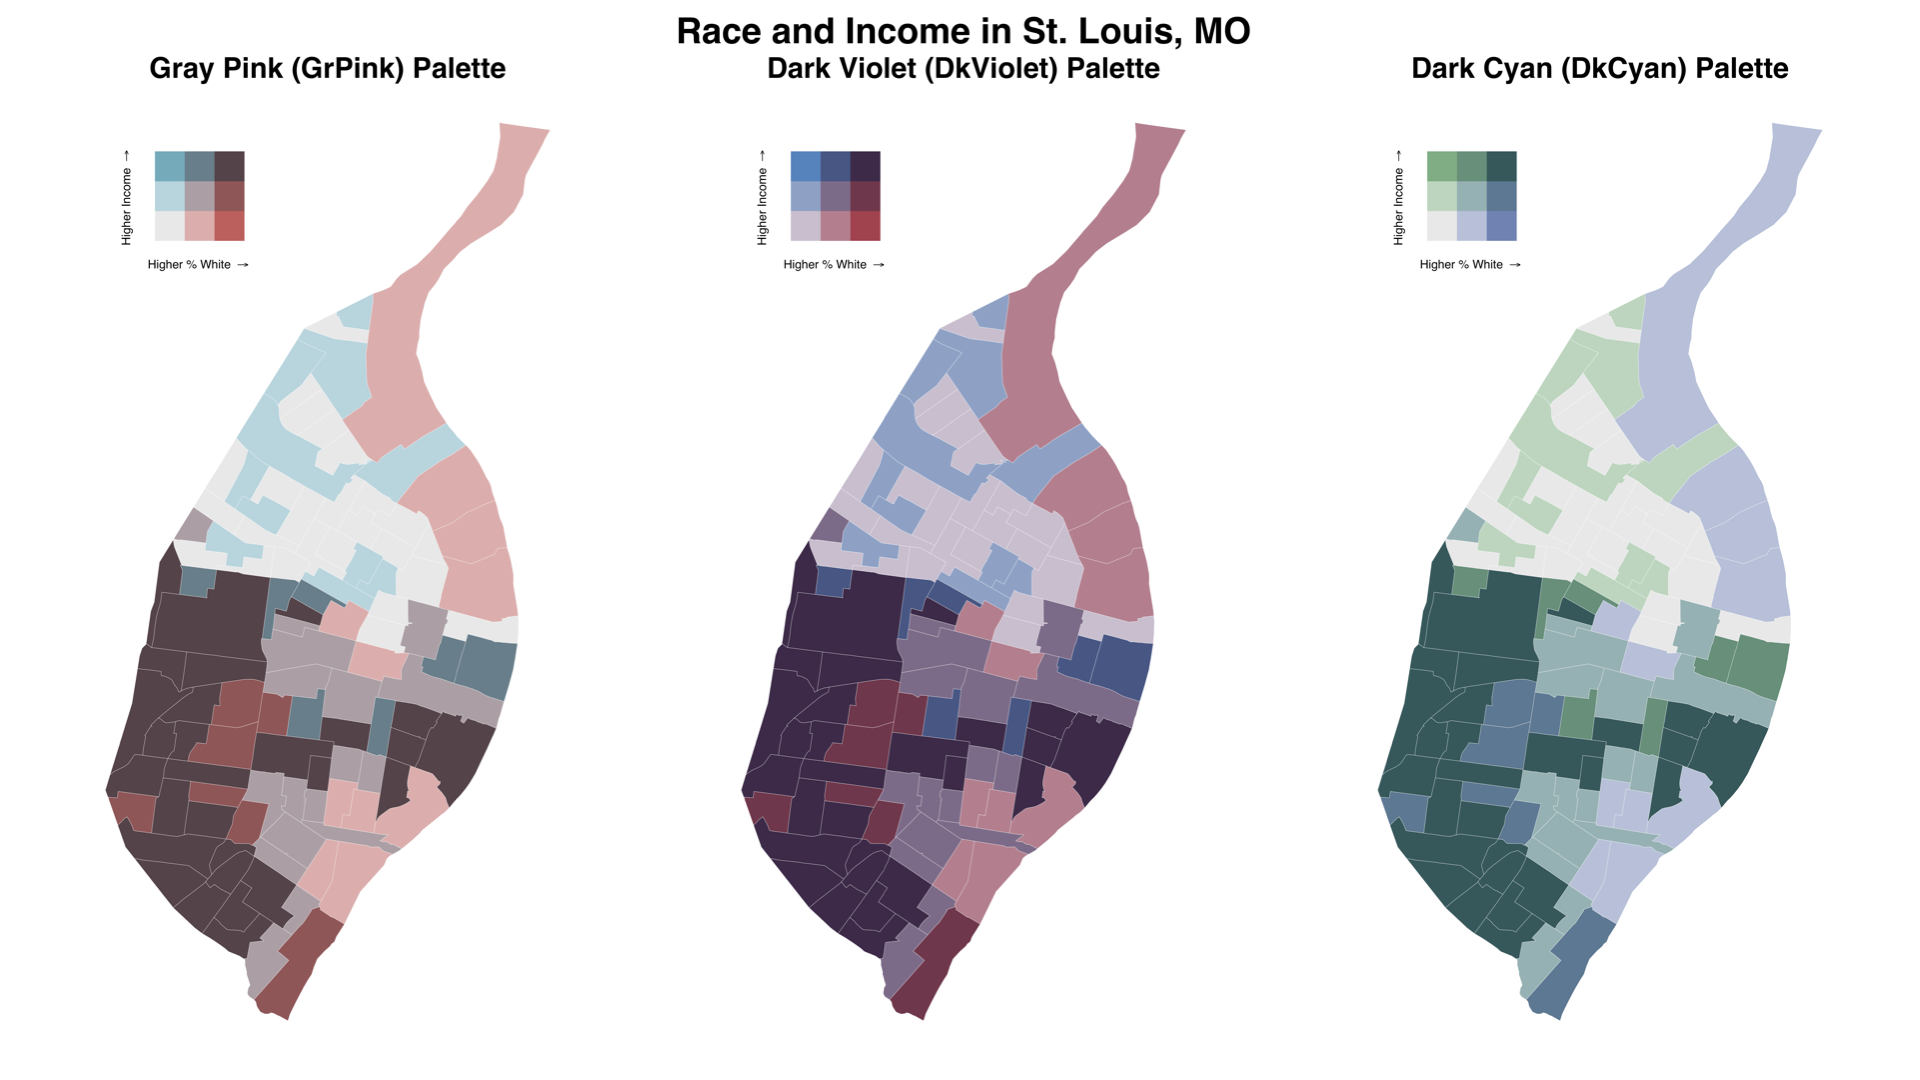 Race and Income in St. Louis, MO
Gray Pink (GrPink) Palette
Dark Violet (DkViolet) Palette
Dark Cyan (DkCyan) Palette
Higher Income →
Higher % White →
Higher Income →
Higher % White →
Higher Income →
Higher % White →